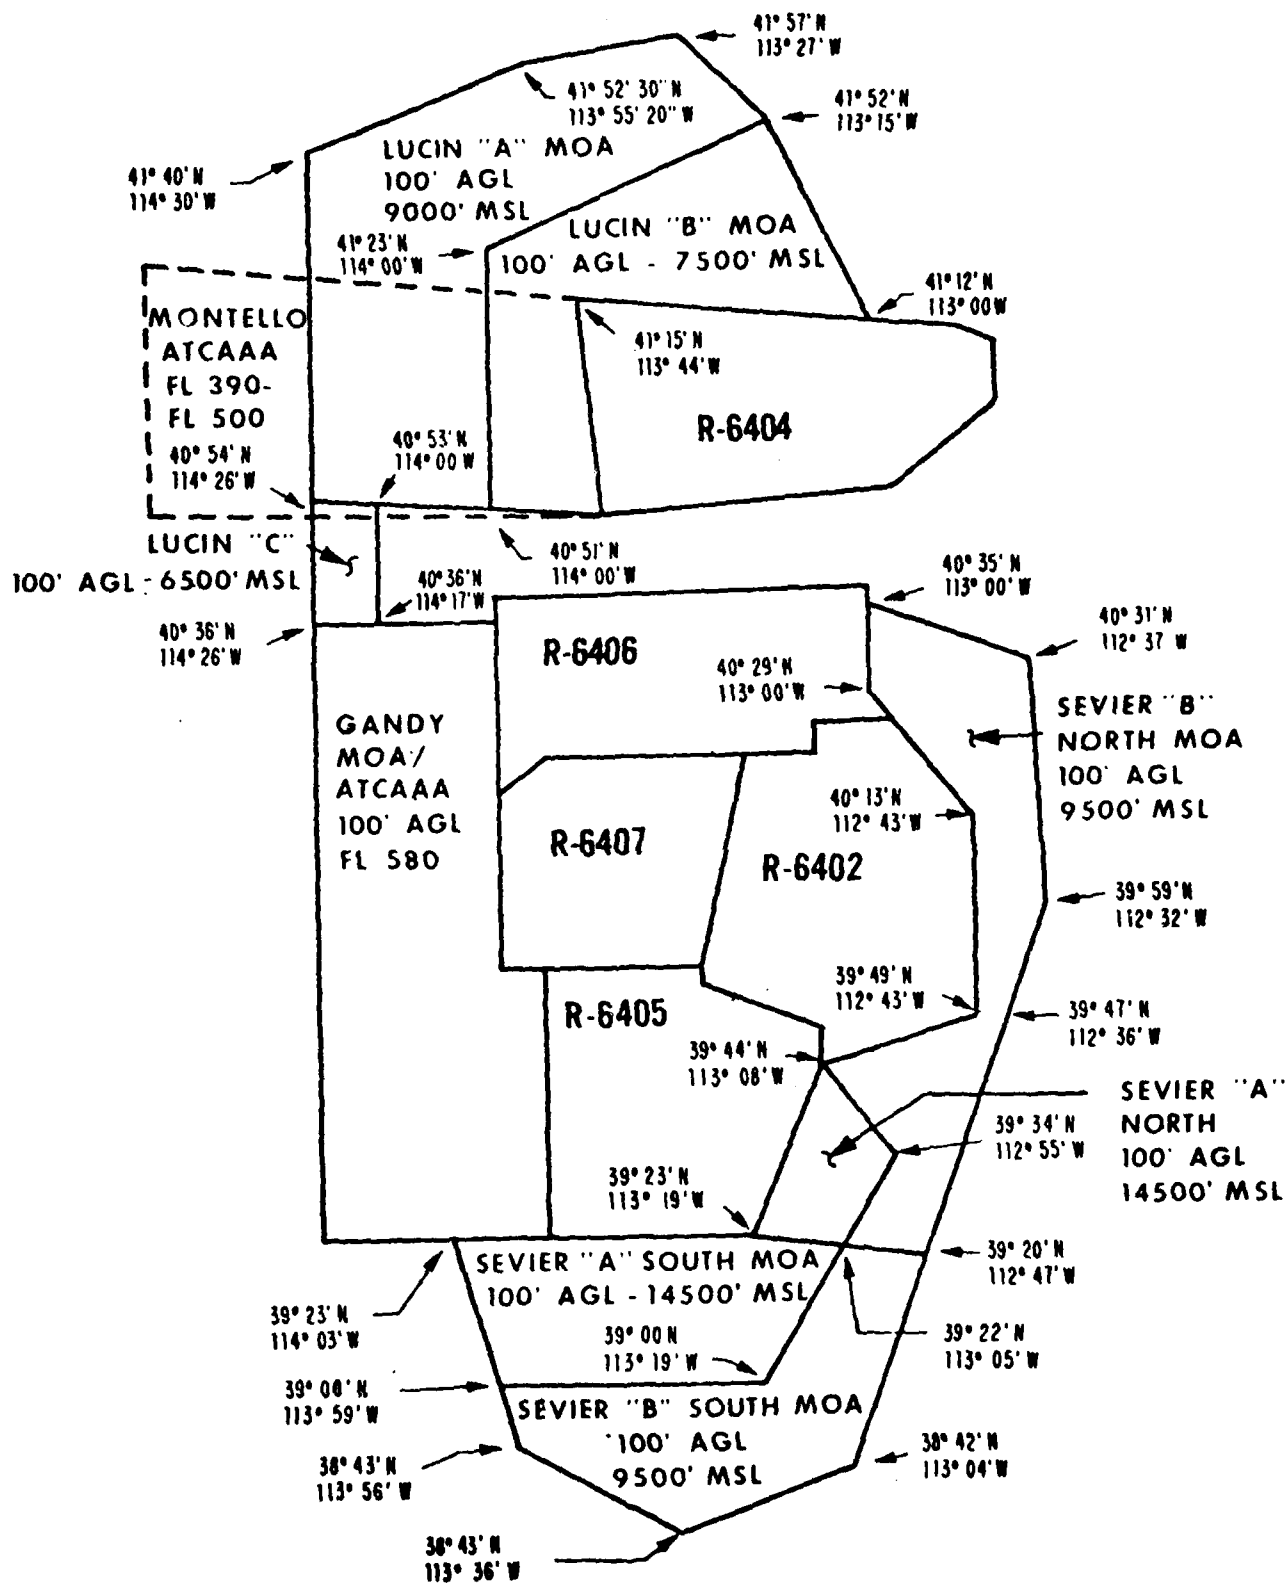 41° 57' N
113° 27' W
41° 52' 30" N
113° 55' 20" W
41° 52' N
113° 15' W
LUCIN "A" MOA
100' AGL
9000' MSL
41° 40' N
114° 30' W
41° 23' N
114° 00' W
LUCIN "B" MOA
100' AGL - 7500' MSL
41° 12' N
113° 00 W
MONTELLO
ATCAAA
FL 390-
FL 500
41° 15' N
113° 44' W
R-6404
40° 54' N
114° 26' W
40° 53' N
114° 00 W
LUCIN "C"
100' AGL - 6500' MSL
40° 51' N
114° 00' W
40° 36' N
114° 17' W
40° 35' N
113° 00' W
40° 36' N
114° 26' W
40° 31' N
112° 37 W
R-6406
40° 29' N
113° 00' W
SEVIER "B"
NORTH MOA
100' AGL
9500' MSL
GANDY
MOA/
ATCAAA
100' AGL
FL 580
40° 13' N
112° 43' W
R-6407
R-6402
39° 59' N
112° 32' W
39° 49' N
112° 43' W
R-6405
39° 47' N
112° 36' W
39° 44' N
113° 08' W
SEVIER "A"
NORTH
100' AGL
14500' MSL
39° 34' N
112° 55' W
39° 23' N
113° 19' W
SEVIER "A" SOUTH MOA
100' AGL - 14500' MSL
39° 20' N
112° 47' W
39° 23' N
114° 03' W
39° 22' N
113° 05' W
39° 00 N
113° 19' W
39° 00' N
113° 59' W
SEVIER "B" SOUTH MOA
100' AGL
9500' MSL
38° 43' N
113° 56' W
38° 42' N
113° 04' W
38° 43' N
113° 36' W